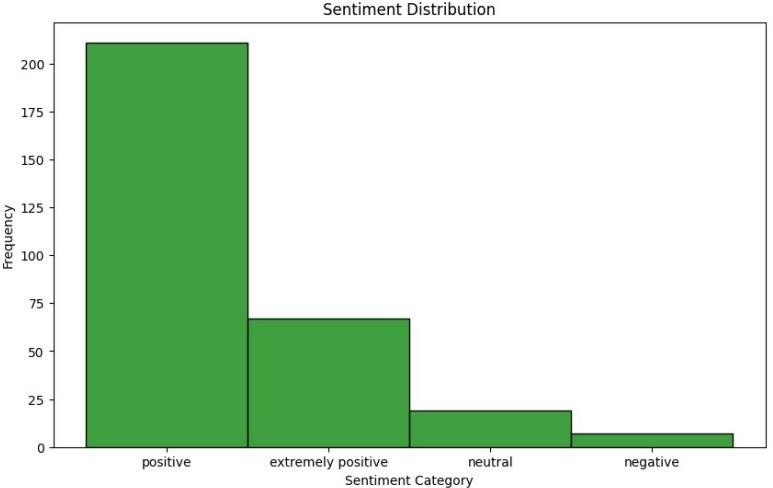 Sentiment Distribution
Frequency
200
175
150
125
100
75
50
25
0
positive extremely positive neutral negative
Sentiment Category